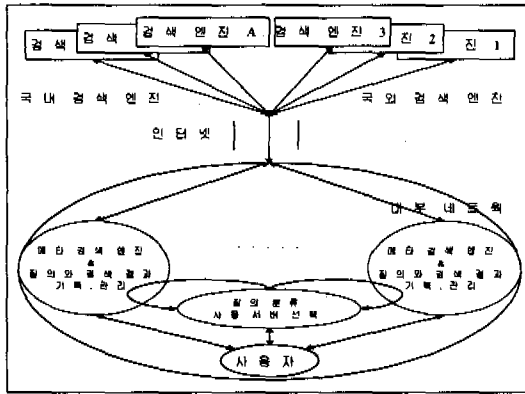 검색
검색
검색 엔진 A
검색 엔진 3
진 2
진 1
국내 검색 엔진
국외 검색 엔진
인터넷
내부 네트웍
메타 검색 엔진
&
질의와 검색 결과
기록, 관리
.....
메타 검색 엔진
&
질의와 검색 결과
기록, 관리
질의 분류
사용 서버 선택
사용자